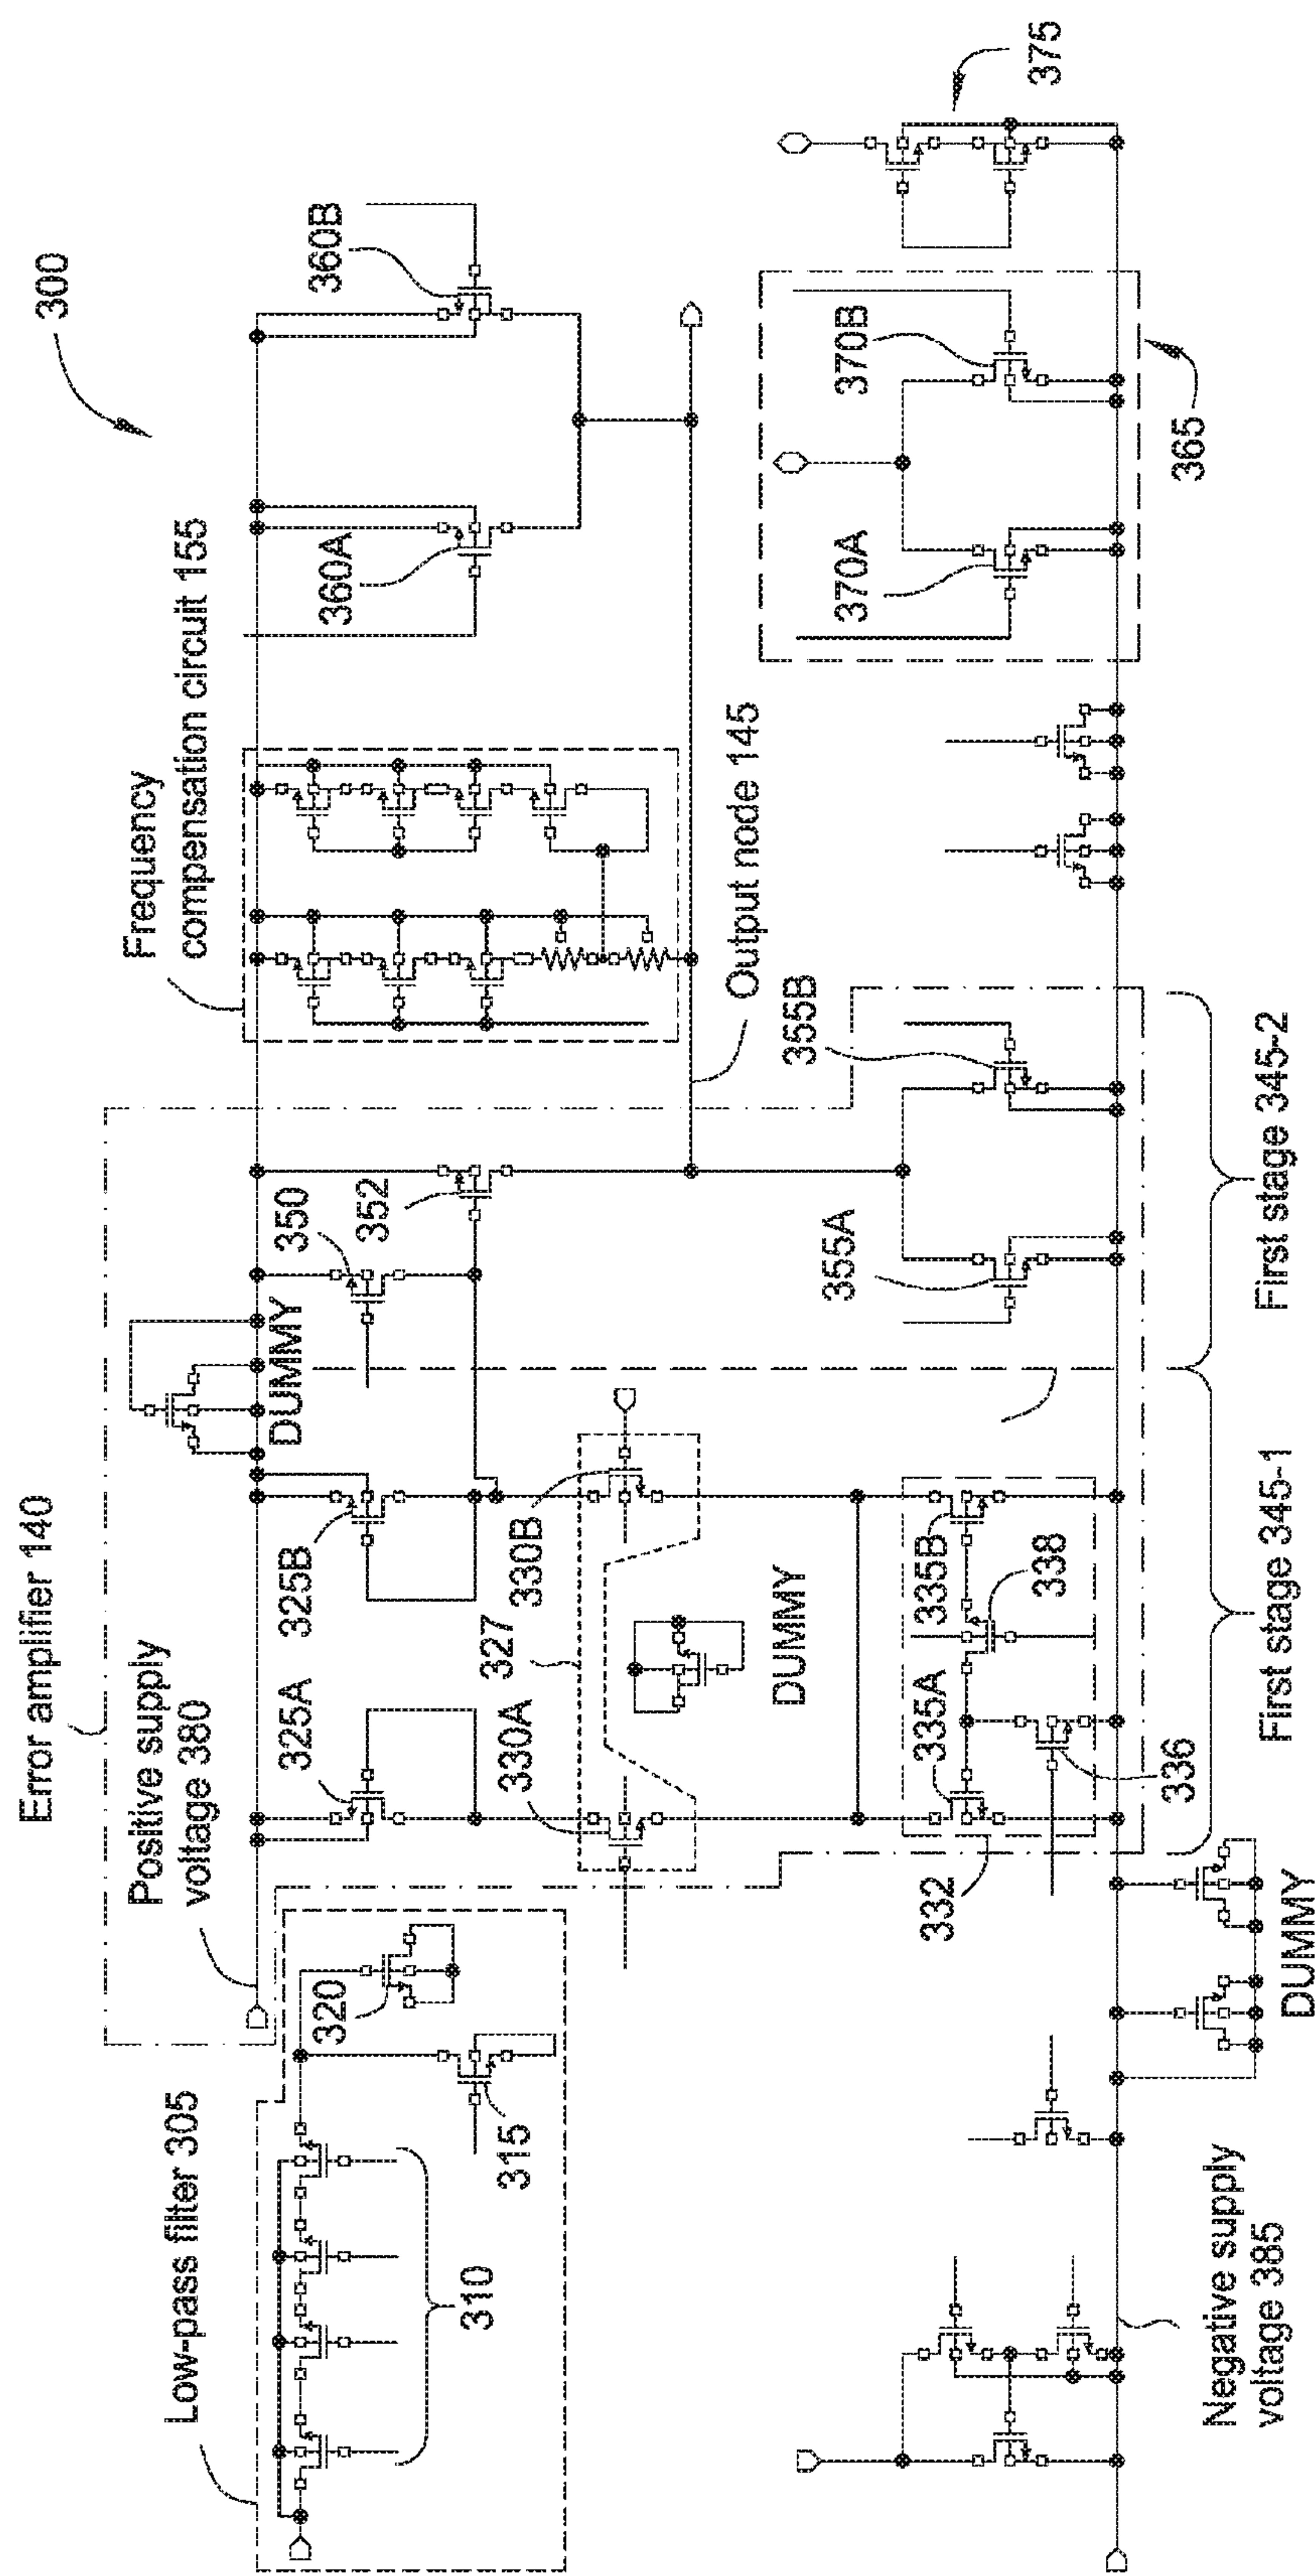 300
Error amplifier 140
Positive supply
voltage 380
Low-pass filter 305
Frequency
compensation circuit 155
DUMMY
310
315
320
325A
325B
350
352
360A
360B
327
330A
330B
DUMMY
Output node 145
332
335A
335B
336
338
355A
355B
370A
370B
365
375
Negative supply
voltage 385
DUMMY
First stage 345-1
First stage 345-2